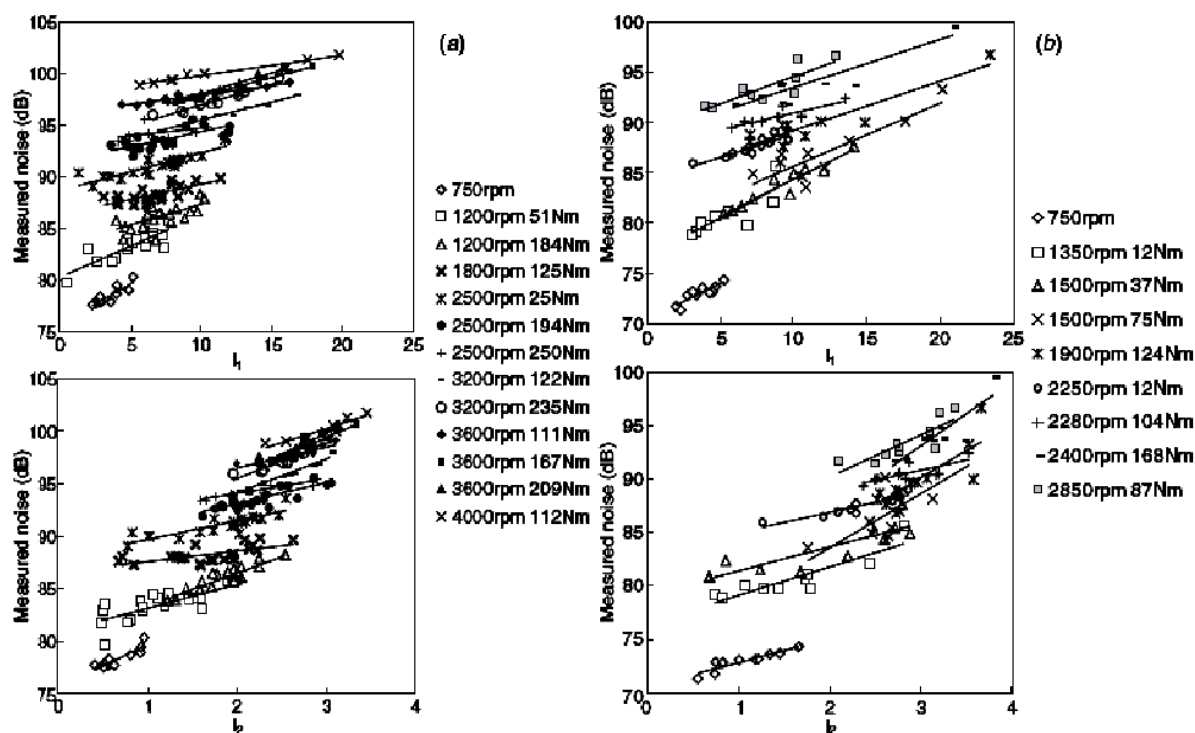 105
100
95
90
85
80
75
0 5 10 15 20 25
I1
Measured noise (dB)
(a)
105
100
95
90
85
80
75
0 1 2 3 4
I2
Measured noise (dB)
750rpm
1200rpm 51Nm
1200rpm 184Nm
1800rpm 125Nm
2500rpm 25Nm
2500rpm 194Nm
2500rpm 250Nm
3200rpm 122Nm
3200rpm 235Nm
3600rpm 111Nm
3600rpm 167Nm
3600rpm 209Nm
4000rpm 112Nm
100
95
90
85
80
75
70
0 5 10 15 20 25
I1
Measured noise (dB)
(b)
100
95
90
85
80
75
70
0 1 2 3 4
I2
Measured noise (dB)
750rpm
1350rpm 12Nm
1500rpm 37Nm
1500rpm 75Nm
1900rpm 124Nm
2250rpm 12Nm
2280rpm 104Nm
2400rpm 168Nm
2850rpm 87Nm